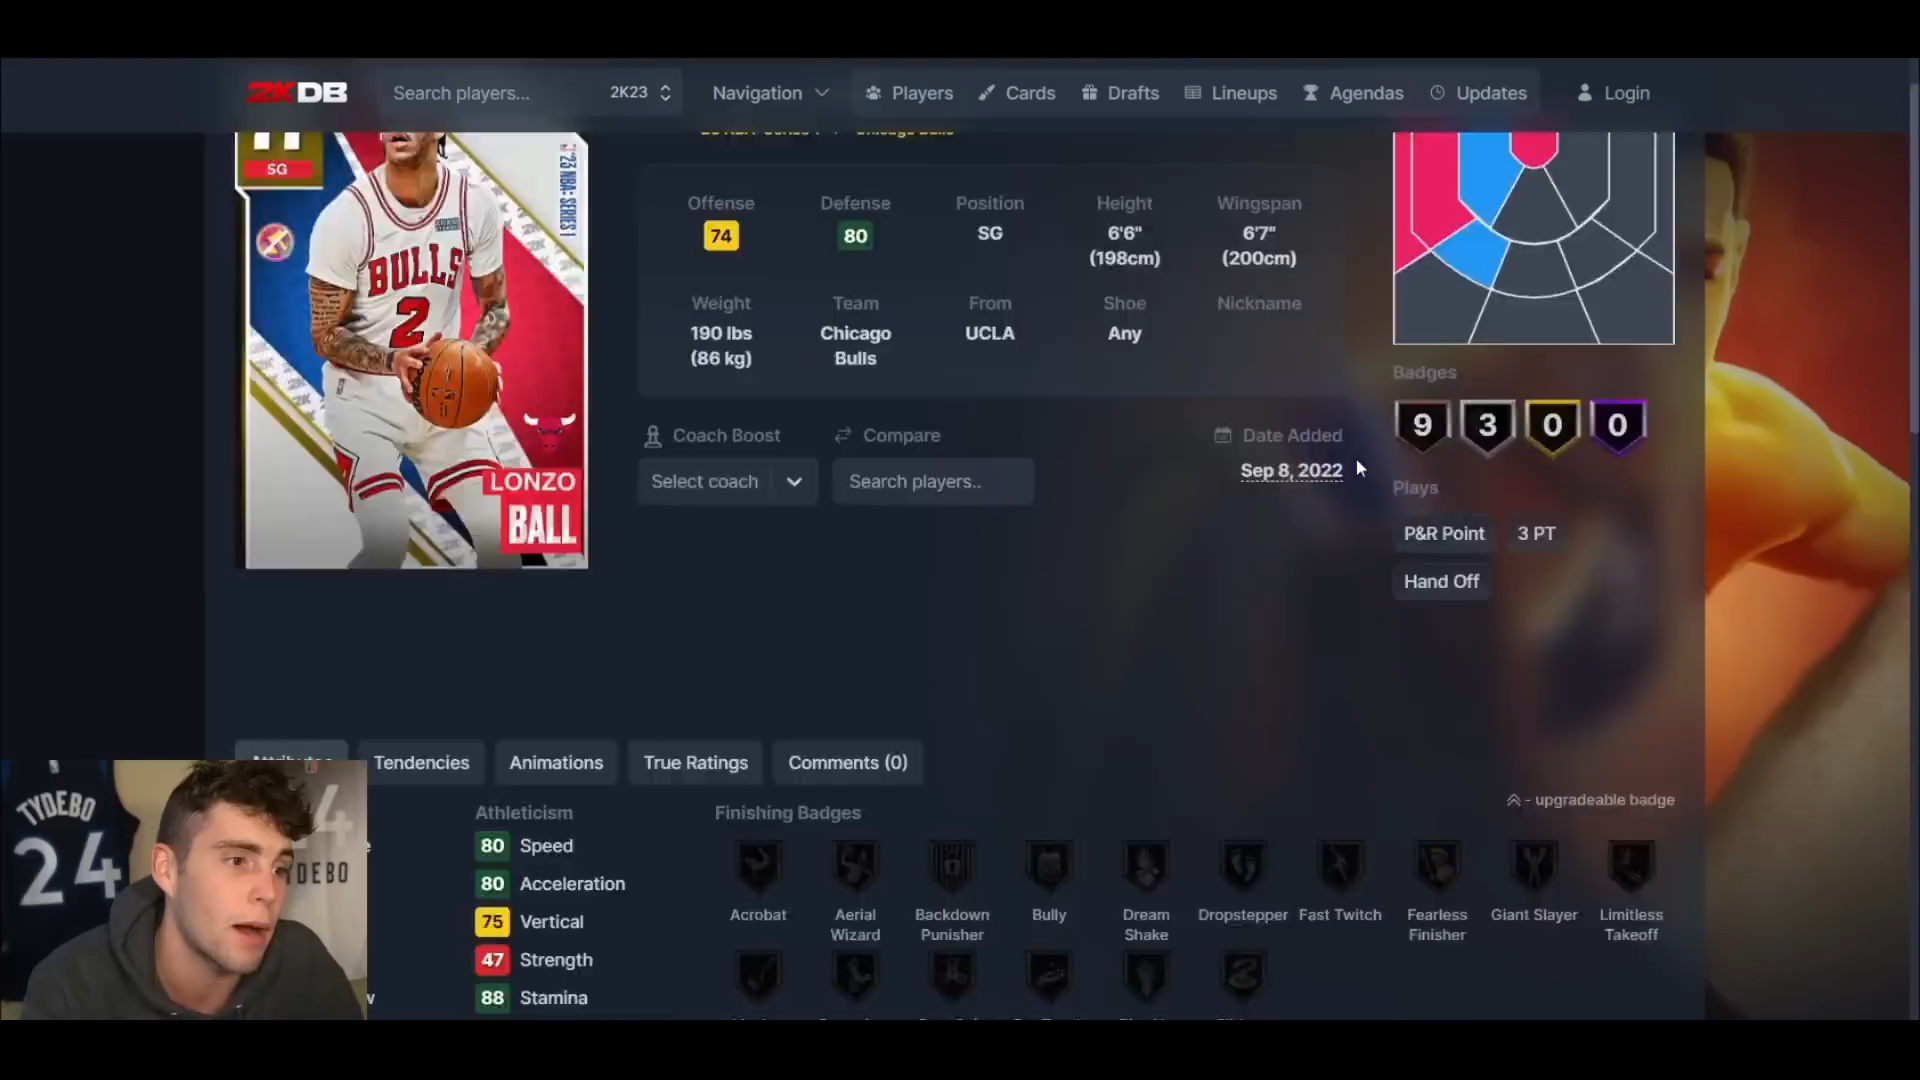 2KDB
Search players...
2K23
Navigation
Players
Cards
Drafts
Lineups
Agendas
Updates
Login
SG
'23 NBA: SERIES 1
BULLS
2
LONZO
BALL
Offense
74
Defense
80
Position
SG
Height
6'6"
(198cm)
Wingspan
6'7"
(200cm)
Weight
190 lbs
(86 kg)
Team
Chicago
Bulls
From
UCLA
Shoe
Any
Nickname
Coach Boost
Select coach
Compare
Search players..
Date Added
Sep 8, 2022
Badges
9 3 0 0
Plays
P&R Point
3 PT
Hand Off
Attributes
Tendencies
Animations
True Ratings
Comments (0)
- upgradeable badge
Athleticism
80 Speed
80 Acceleration
75 Vertical
47 Strength
88 Stamina
Finishing Badges
Acrobat
Aerial
Wizard
Backdown
Punisher
Bully
Dream
Shake
Dropstepper
Fast Twitch
Fearless
Finisher
Giant Slayer
Limitless
Takeoff
TYDEBO
24